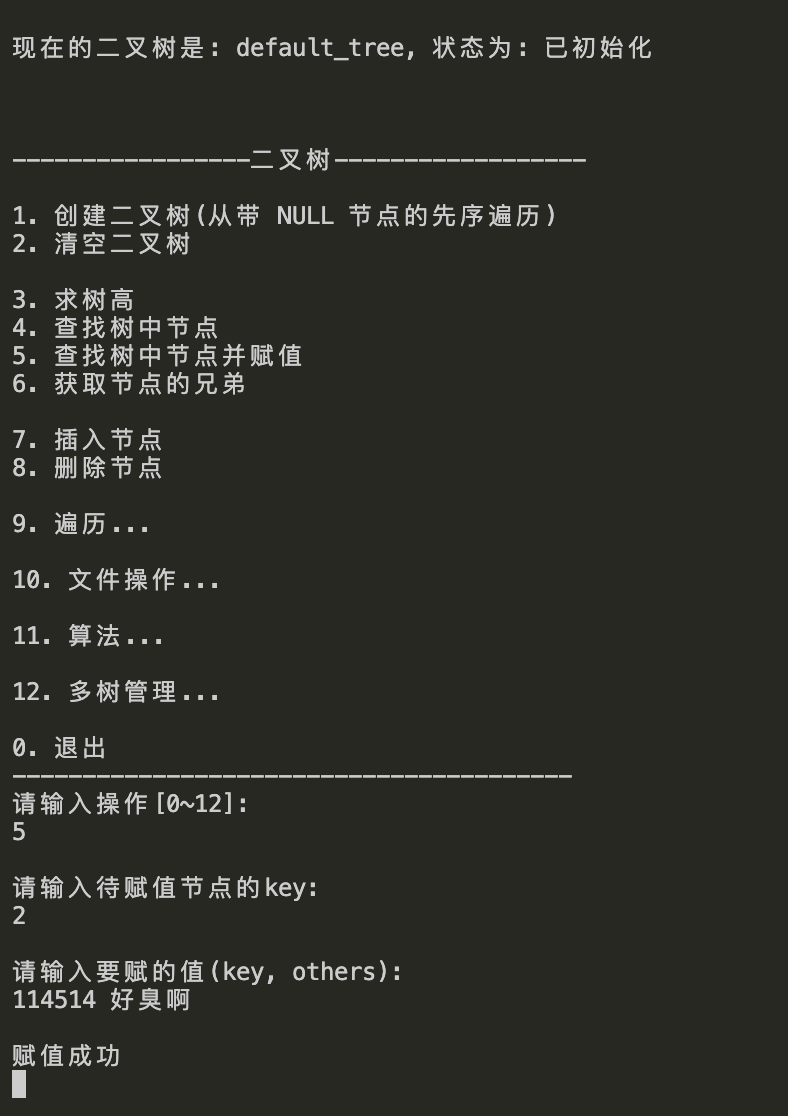 现在的二叉树是: default_tree, 状态为: 已初始化
-----------------二叉树------------------
1. 创建二叉树(从带 NULL 节点的先序遍历)
2. 清空二叉树
3. 求树高
4. 查找树中节点
5. 查找树中节点并赋值
6. 获取节点的兄弟
7. 插入节点
8. 删除节点
9. 遍历...
10. 文件操作...
11. 算法...
12. 多树管理...
0. 退出
----------------------------------------
请输入操作[0~12]:
5
请输入待赋值节点的key:
2
请输入要赋的值(key, others):
114514 好臭啊
赋值成功